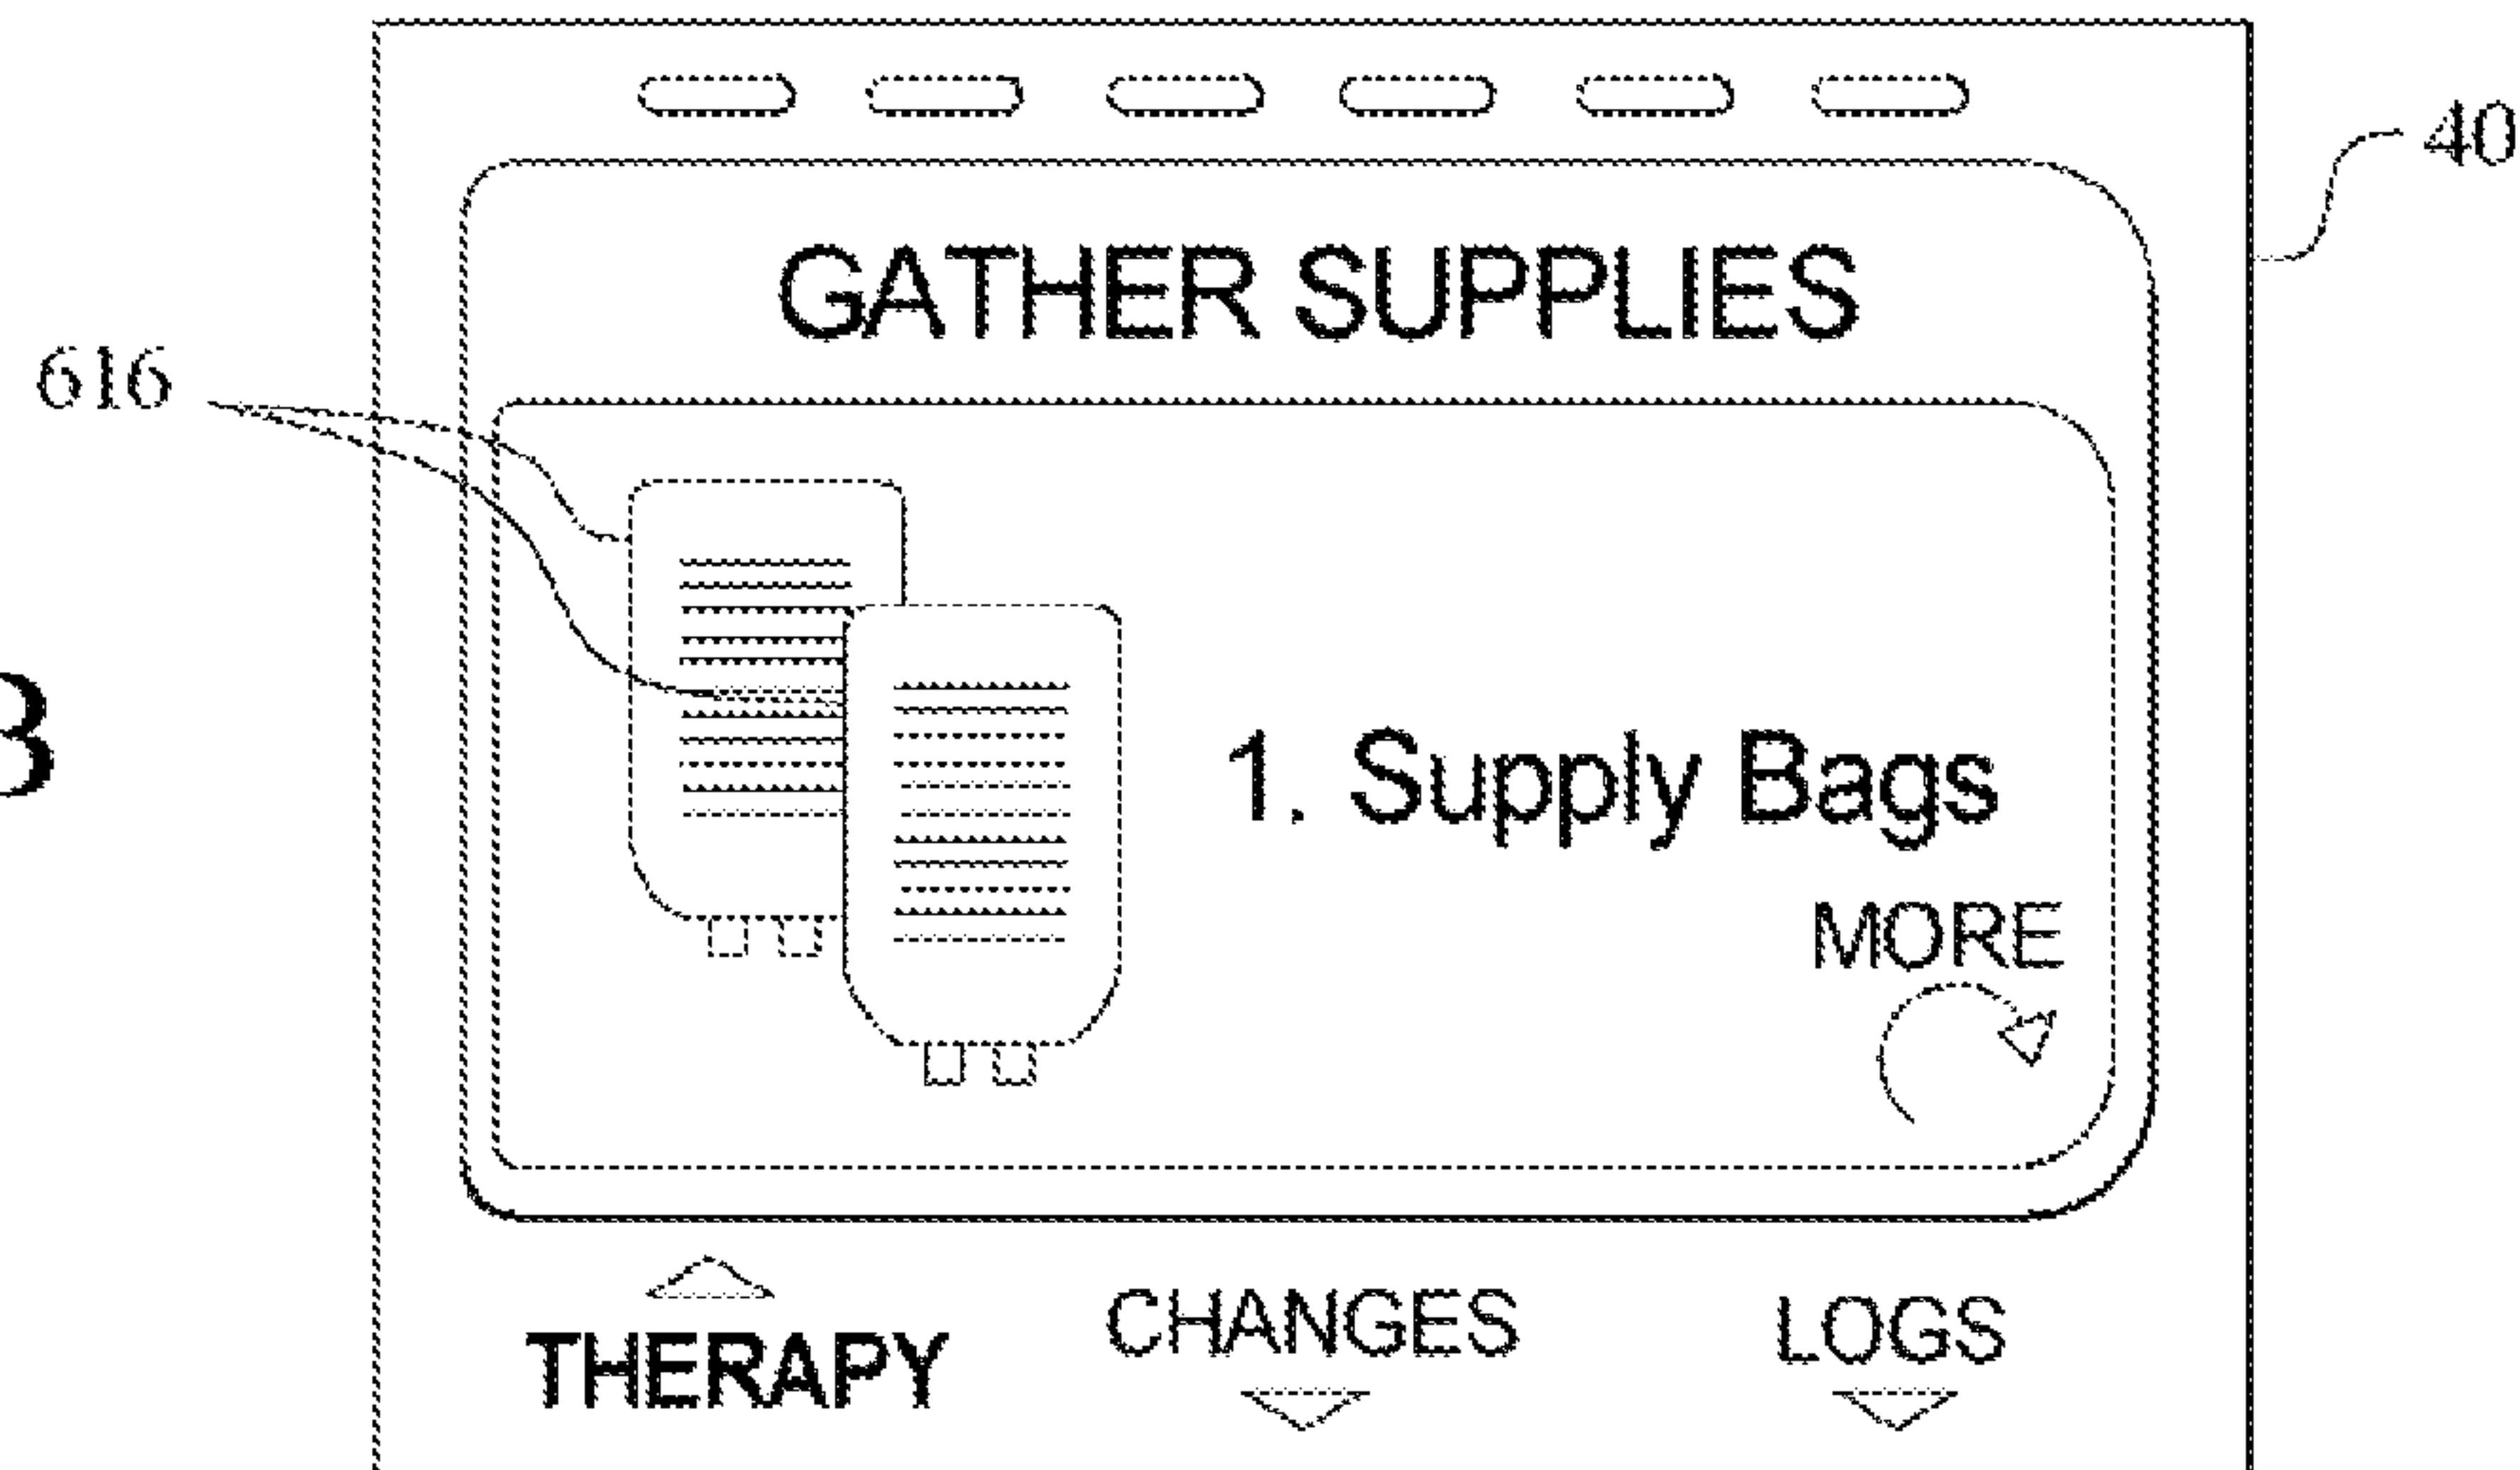 40
GATHER SUPPLIES
616
3
1. Supply Bags
MORE
THERAPY
CHANGES
LOGS